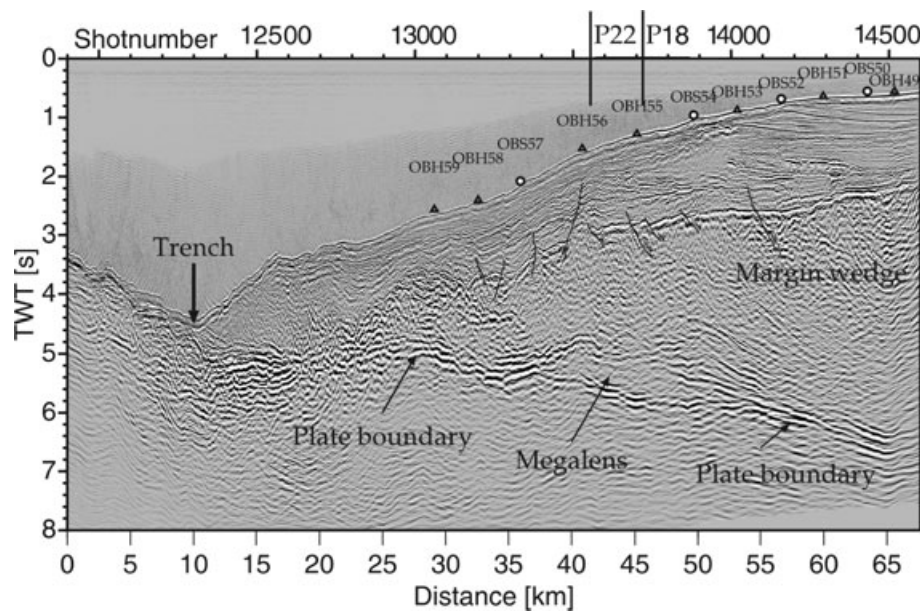 Shotnumber 12500 13000 P22 P18 14000 14500
0
1
2
3
4
5
6
7
8
TWT [s]
OBH59
OBH58
OBS57
OBH56
OBH55
OBS54
OBH53
OBS52
OBH51
OBS50
OBH49
Trench
Margin wedge
Plate boundary
Megalens
Plate boundary
0 5 10 15 20 25 30 35 40 45 50 55 60 65
Distance [km]